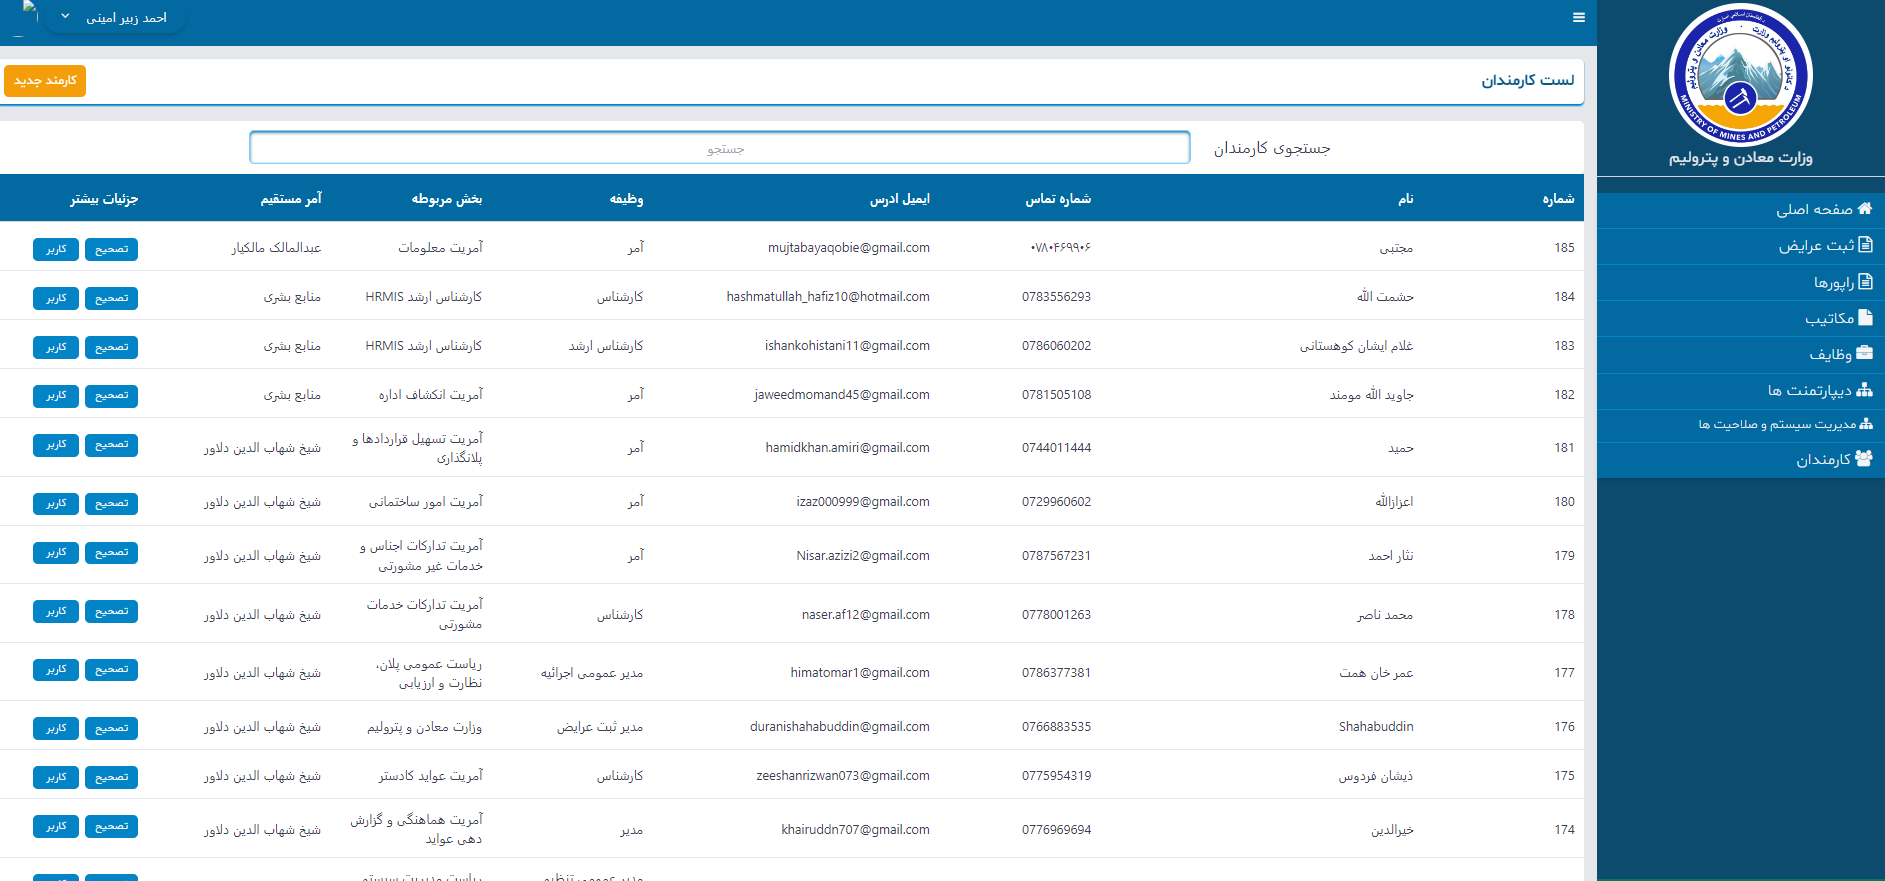 احمد زبیر امینی
وزارت معادن و پترولیم
MINISTRY OF MINES AND PETROLEUM
وزارت معادن و پترولیم
صفحه اصلی
ثبت عرایض
راپورها
مکاتیب
وظایف
دیپارتمنت ها
مدیریت سیستم و صلاحیت ها
کارمندان
لست کارمندان
کارمند جدید
جستجوی کارمندان
جستجو
شماره نام شماره تماس ایمیل ادرس وظیفه بخش مربوطه آمر مستقیم جزئیات بیشتر
185 مجتبی ۰۷۸۰۴۶۹۹۰۶ mujtabayaqobie@gmail.com آمر آمریت معلومات عبدالمالک مالکیار تصحیح کاربر
184 حشمت الله 0783556293 hashmatullah_hafiz10@hotmail.com کارشناس کارشناس ارشد HRMIS منابع بشری تصحیح کاربر
183 غلام ایشان کوهستانی 0786060202 ishankohistani11@gmail.com کارشناس ارشد کارشناس ارشد HRMIS منابع بشری تصحیح کاربر
182 جاوید الله مومند 0781505108 jaweedmomand45@gmail.com آمر آمریت انکشاف اداره منابع بشری تصحیح کاربر
181 حمید 0744011444 hamidkhan.amiri@gmail.com آمر آمریت تسهیل قراردادها و
پلانگذاری شیخ شهاب الدین دلاور تصحیح کاربر
180 اعزازالله 0729960602 izaz000999@gmail.com آمر آمریت امور ساختمانی شیخ شهاب الدین دلاور تصحیح کاربر
179 نثار احمد 0787567231 Nisar.azizi2@gmail.com آمر آمریت تدارکات اجناس و
خدمات غیر مشورتی شیخ شهاب الدین دلاور تصحیح کاربر
178 محمد ناصر 0778001263 naser.af12@gmail.com کارشناس آمریت تدارکات خدمات
مشورتی شیخ شهاب الدین دلاور تصحیح کاربر
177 عمر خان همت 0786377381 himatomar1@gmail.com مدیر عمومی اجرائیه ریاست عمومی پلان،
نظارت و ارزیابی شیخ شهاب الدین دلاور تصحیح کاربر
176 Shahabuddin 0766883535 duranishahabuddin@gmail.com مدیر ثبت عرایض وزارت معادن و پترولیم شیخ شهاب الدین دلاور تصحیح کاربر
175 ذیشان فردوس 0775954319 zeeshanrizwan073@gmail.com کارشناس آمریت عواید کادستر شیخ شهاب الدین دلاور تصحیح کاربر
174 خیرالدین 0776969694 khairuddn707@gmail.com مدیر آمریت هماهنگی و گزارش
دهی عواید شیخ شهاب الدین دلاور تصحیح کاربر